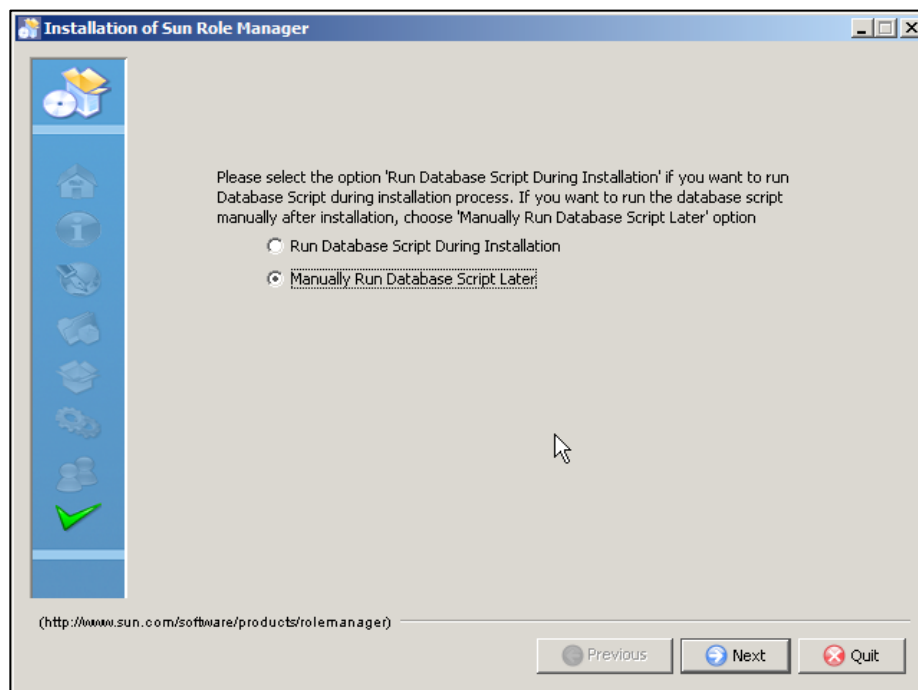 Installation of Sun Role Manager
Please select the option 'Run Database Script During Installation' if you want to run
Database Script during installation process. If you want to run the database script
manually after installation, choose 'Manually Run Database Script Later' option
Run Database Script During Installation
Manually Run Database Script Later
(http://www.sun.com/software/products/rolemanager)
Previous
Next
Quit